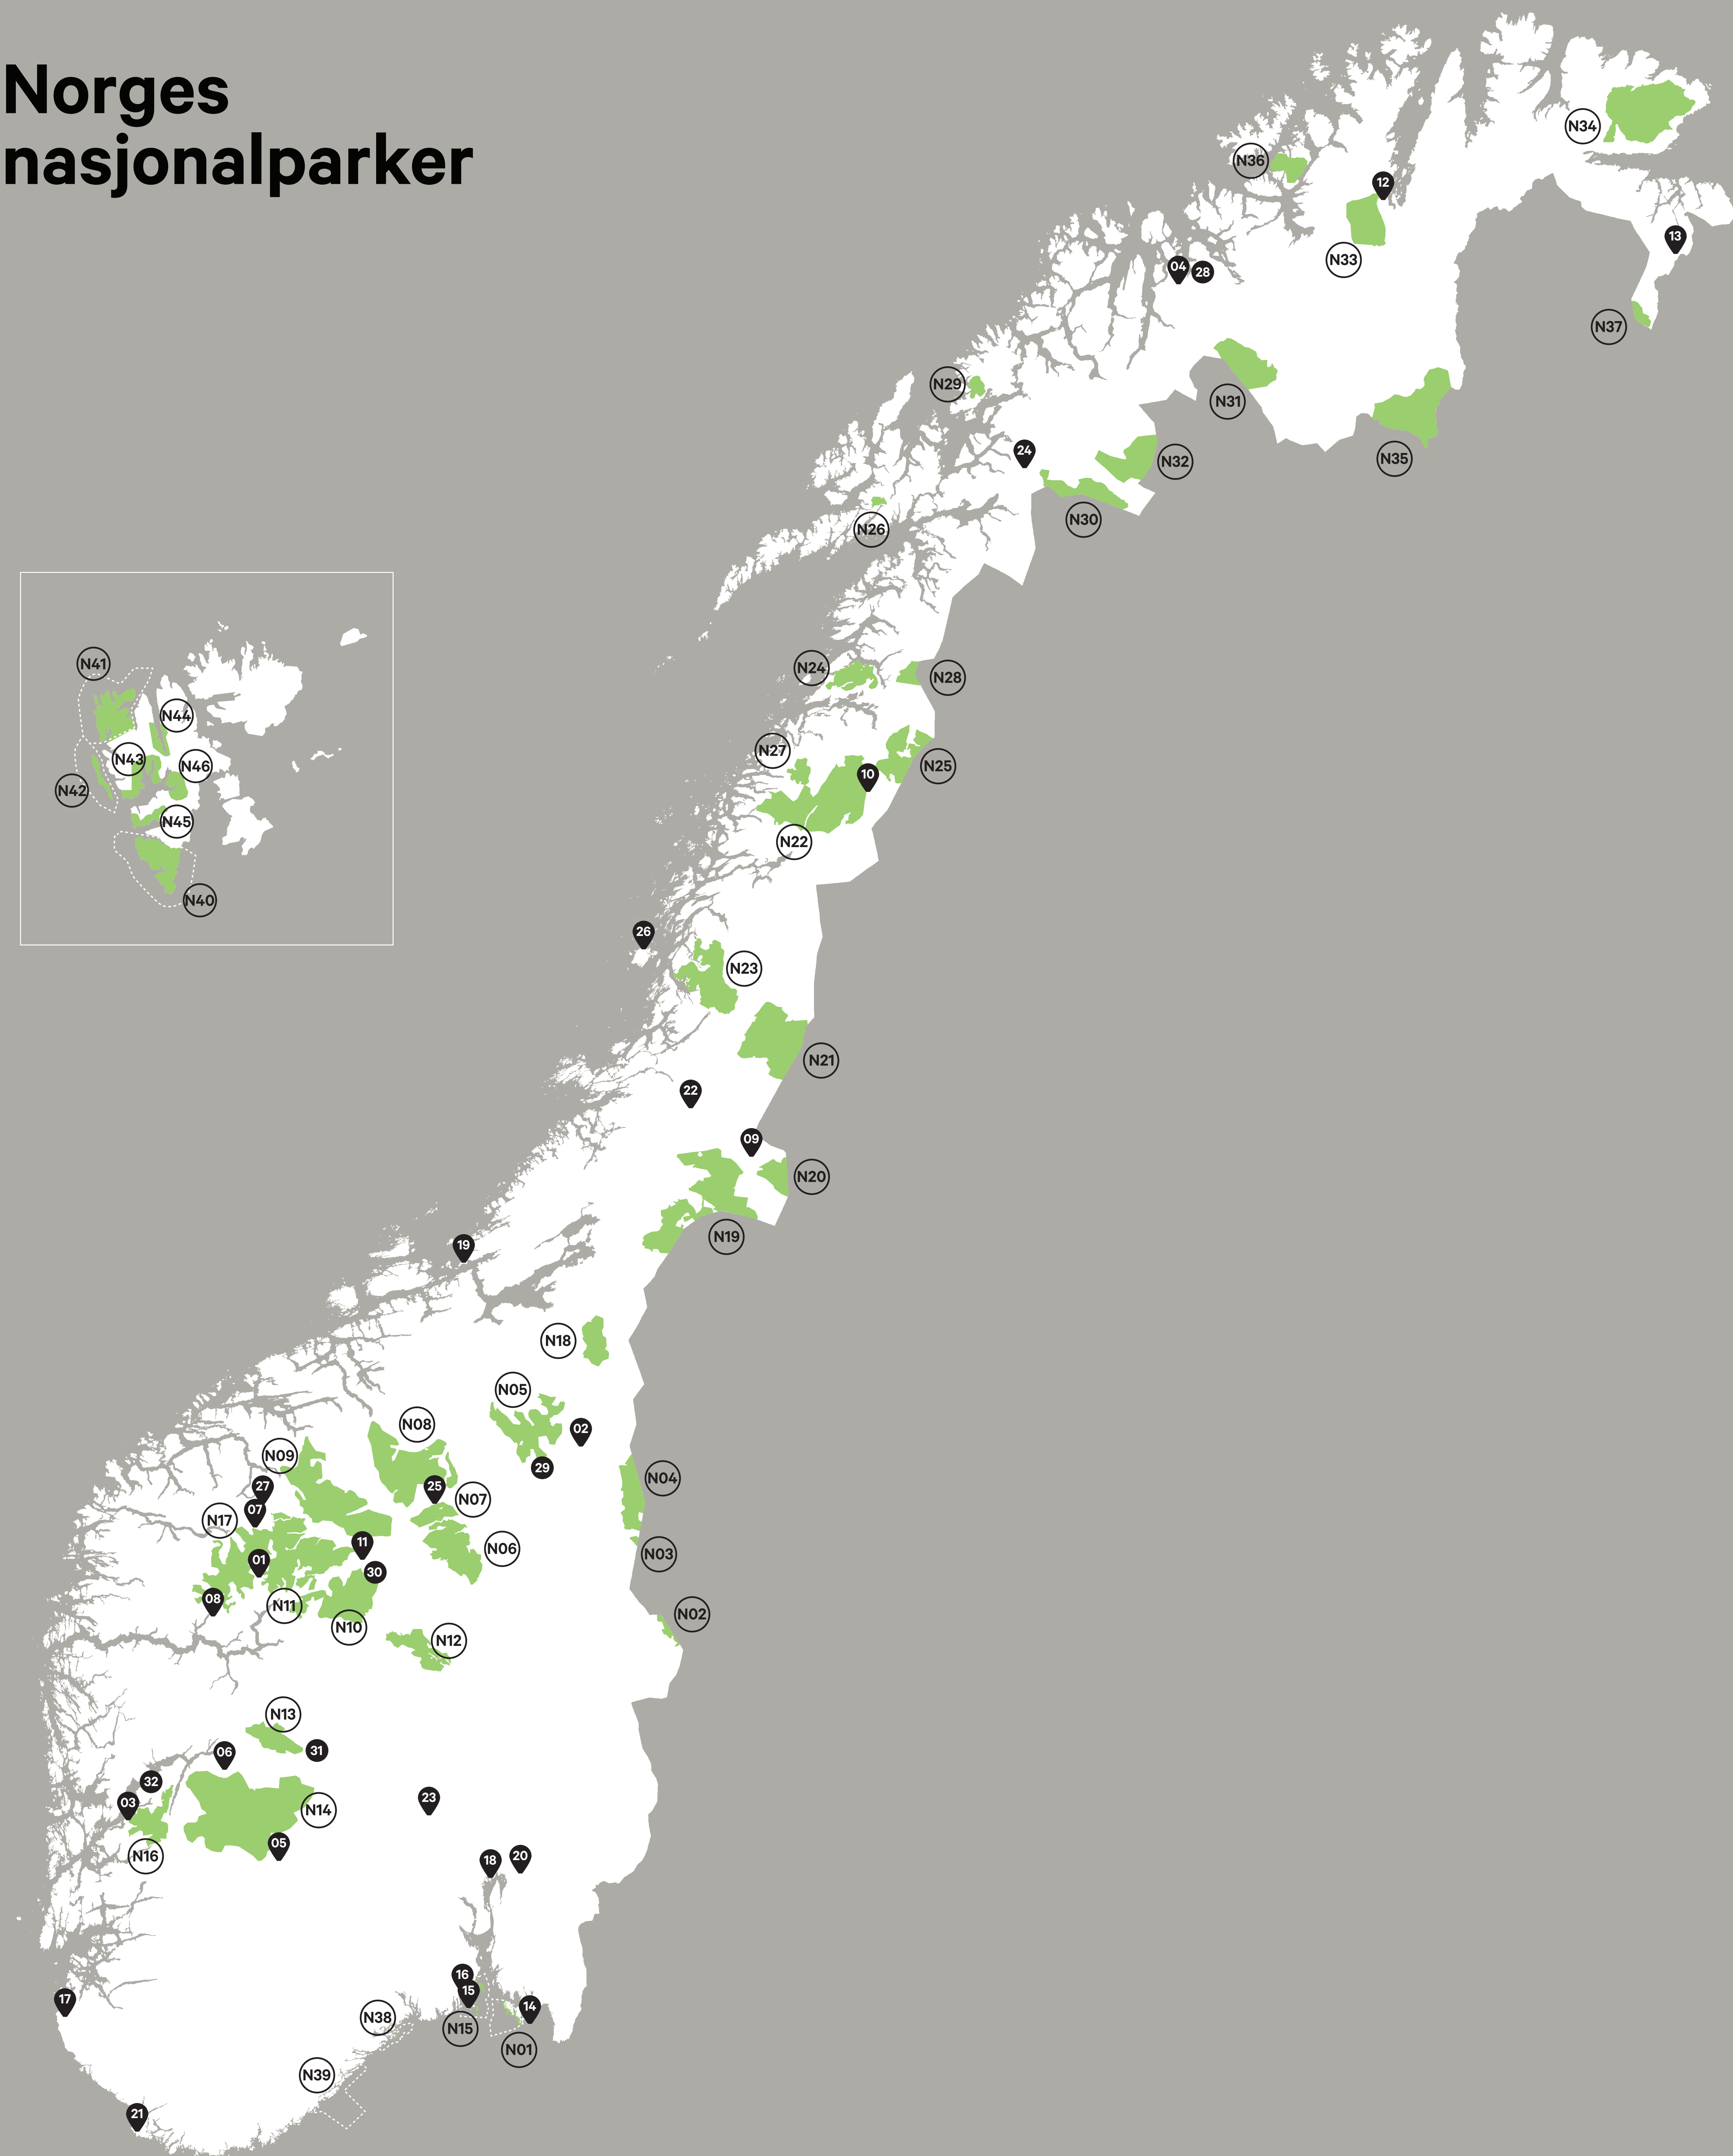 Norges
nasjonalparker
N34
N36
12
N33
13
04
28
N37
N29
N31
24
N32
N35
N30
N26
N41
N24
N28
N44
N27
N43
N46
N25
10
N42
N45
N22
N40
26
N23
N21
22
09
N20
N19
19
N18
N05
N08
02
N09
29
N04
27
25
N07
07
N17
11
N06
N03
01
30
08
N11
N02
N10
N12
N13
06
31
32
03
23
N14
05
N16
18
20
16
15
17
14
N38
N15
N01
N39
21